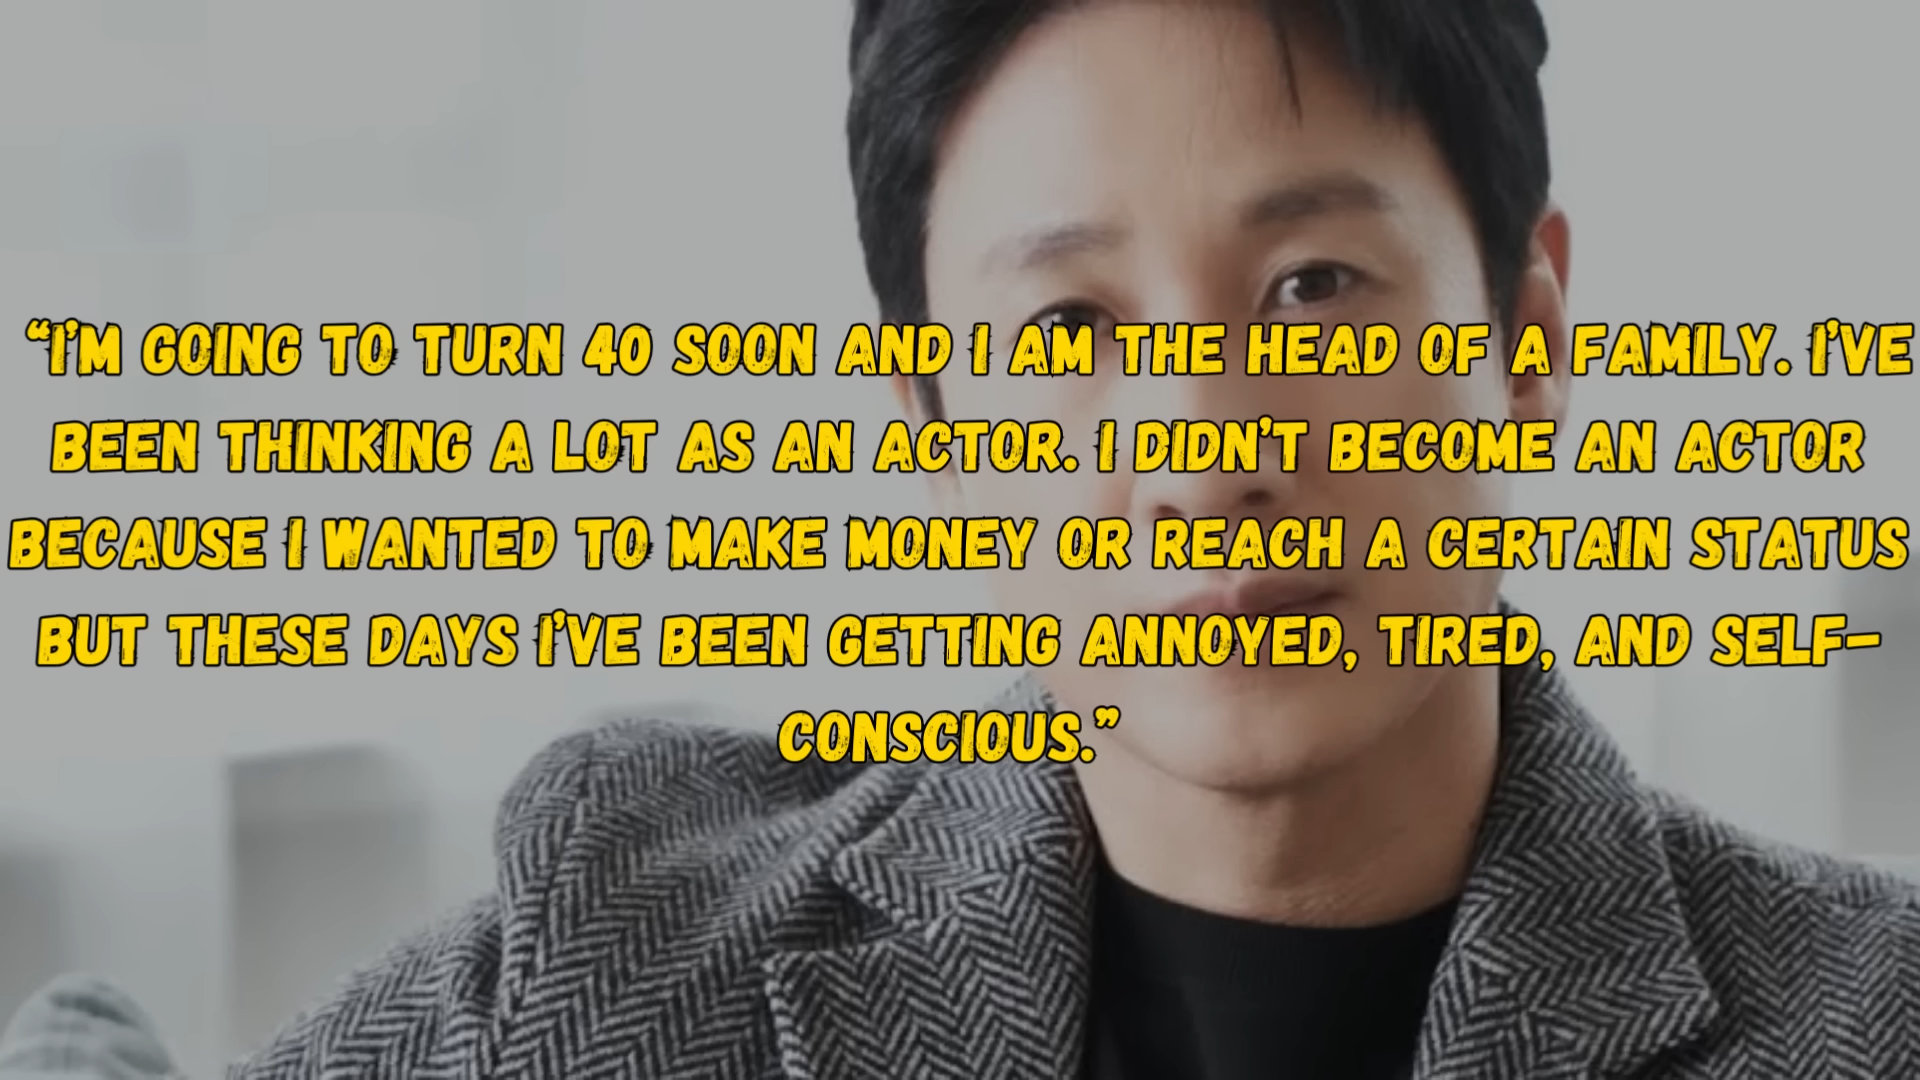 “I’M GOING TO TURN 40 SOON AND I AM THE HEAD OF A FAMILY. I’VE
BEEN THINKING A LOT AS AN ACTOR. I DIDN’T BECOME AN ACTOR
BECAUSE I WANTED TO MAKE MONEY OR REACH A CERTAIN STATUS
BUT THESE DAYS I’VE BEEN GETTING ANNOYED, TIRED, AND SELF-
CONSCIOUS.”